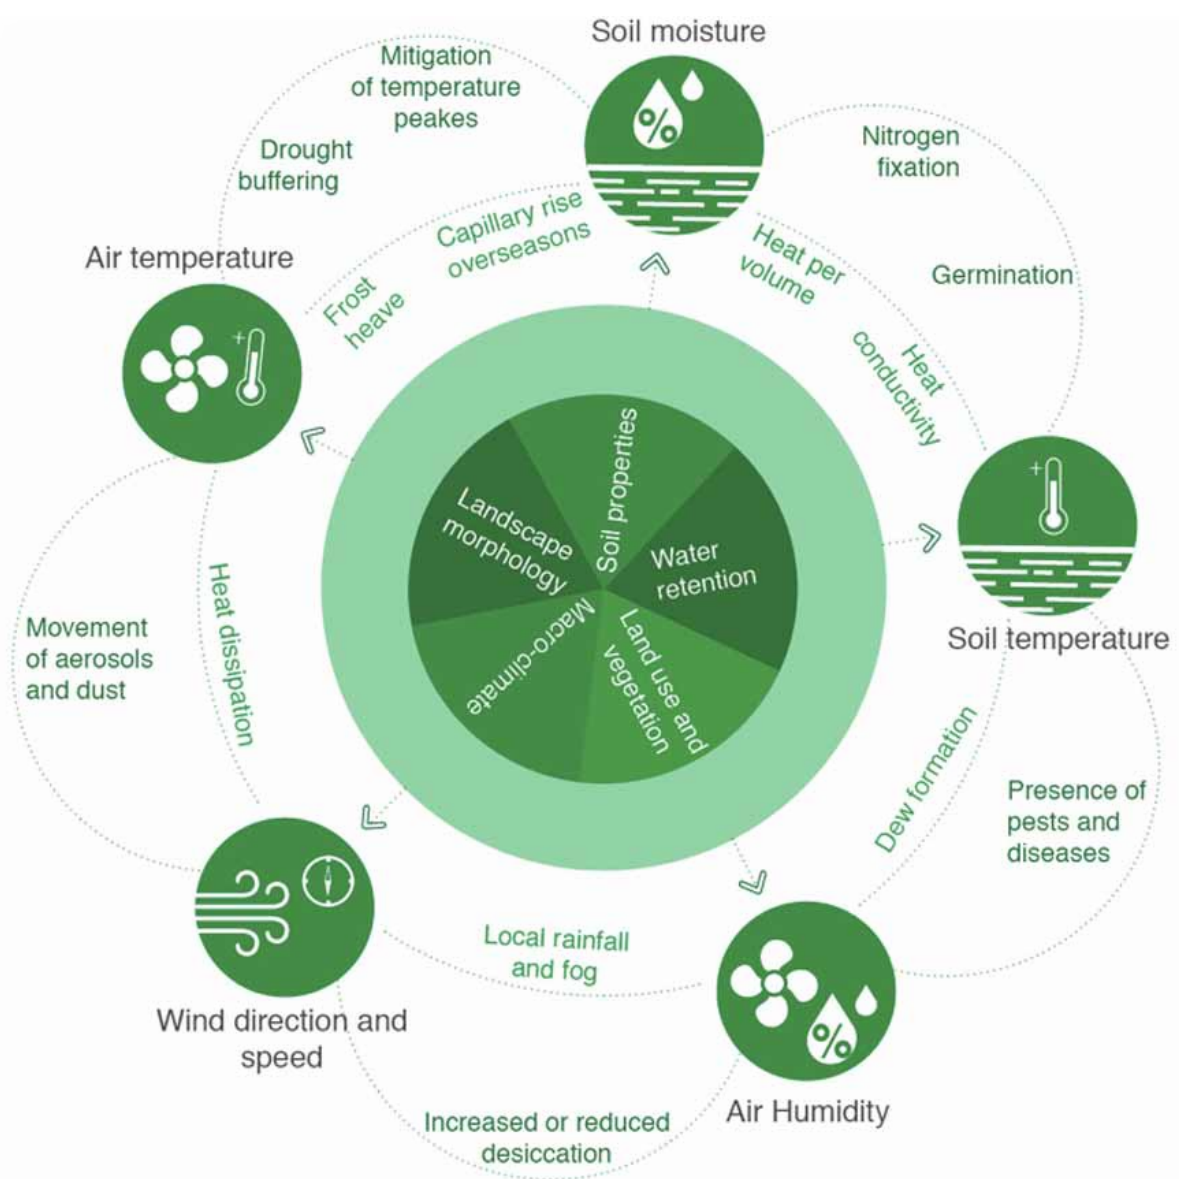 Soil moisture
Mitigation
of temperature
peakes
Drought
buffering
Nitrogen
fixation
Capillary rise
overseasons
Heat per
volume
Air temperature
Germination
Frost
heave
Heat
conductivity
+
%
Soil properties
Landscape
morphology
Water
retention
+
Macro-climate
Land use and
vegetation
Heat dissipation
Movement
of aerosols
and dust
Soil temperature
Dew formation
Presence of
pests and
diseases
Local rainfall
and fog
Wind direction and
speed
%
Air Humidity
Increased or reduced
desiccation